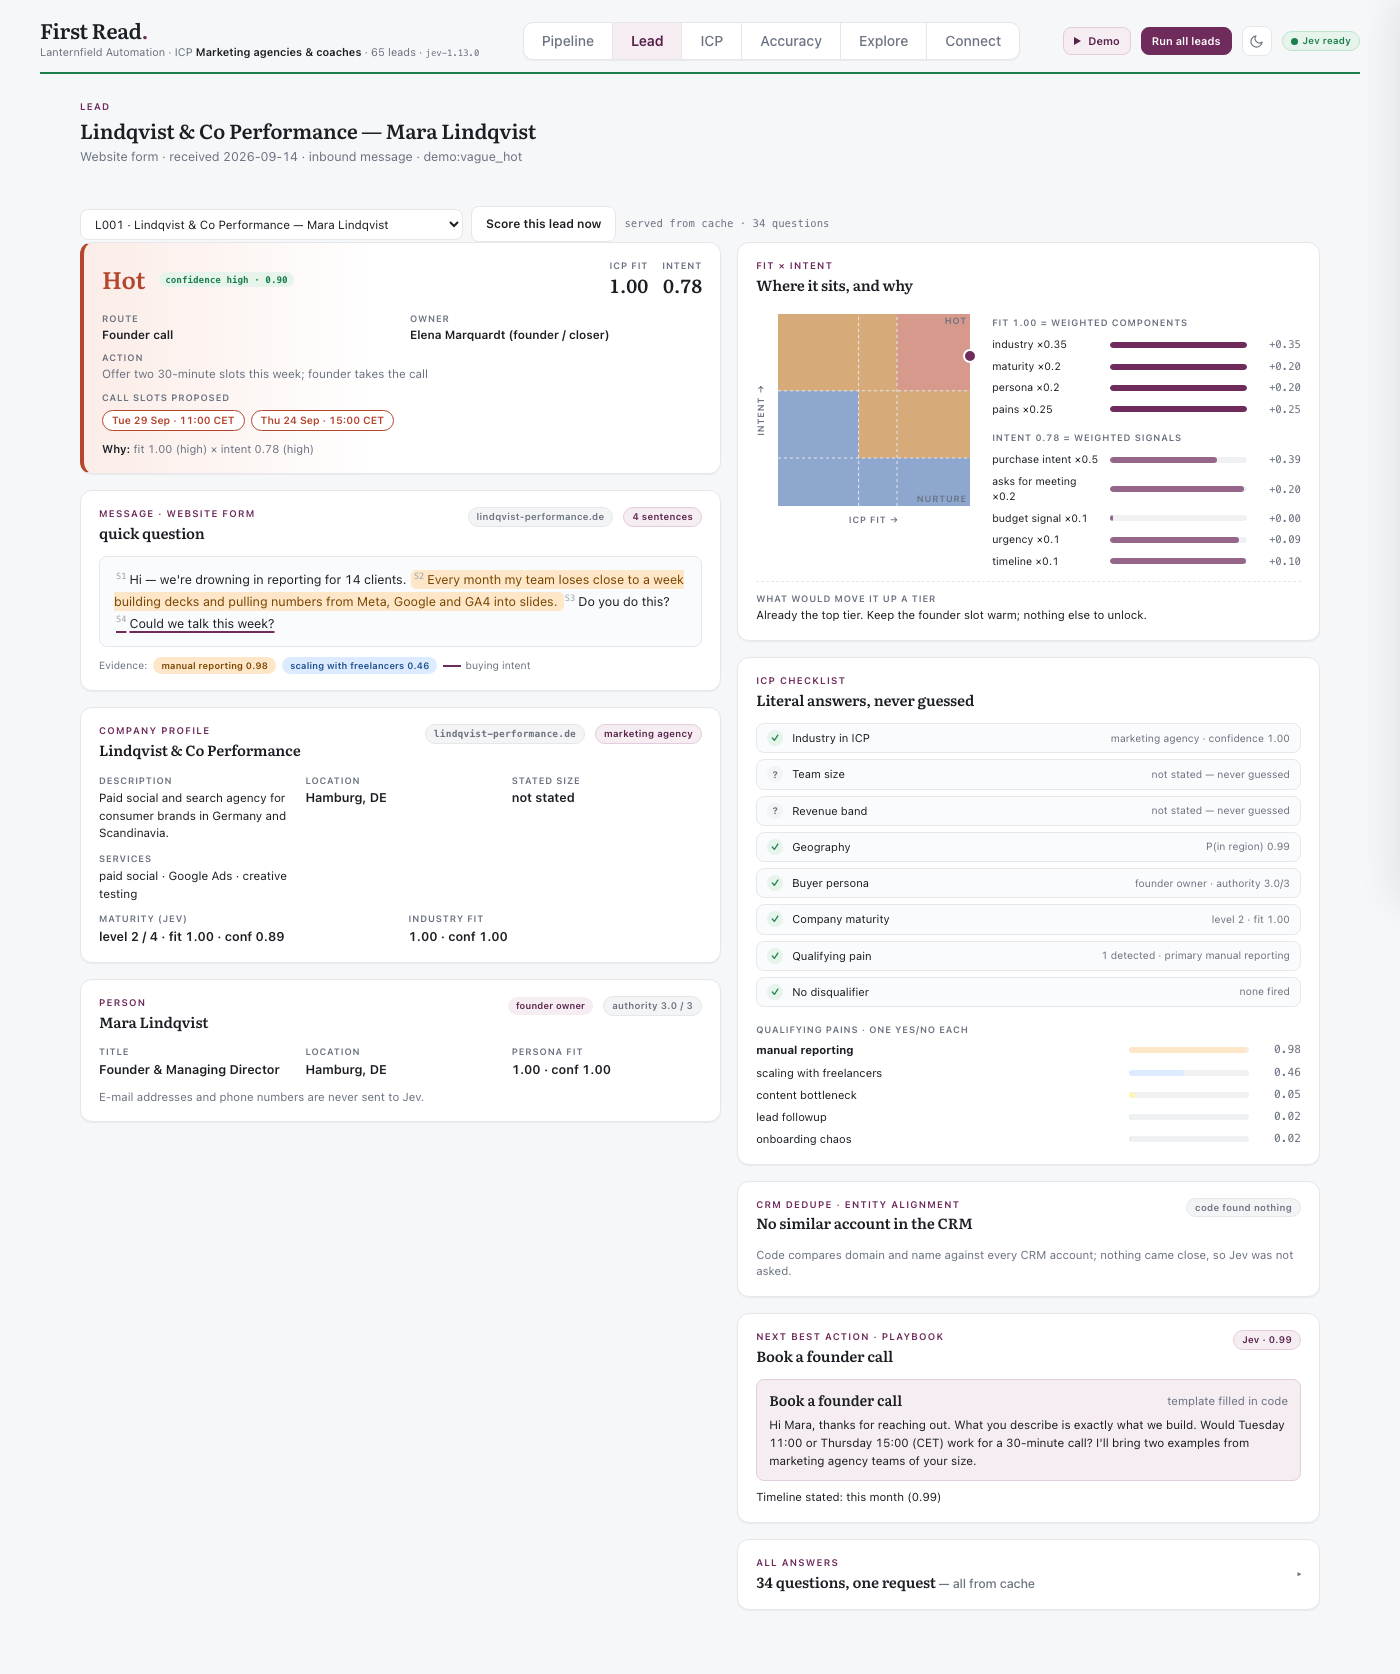 First Read.
Lanternfield Automation · ICP Marketing agencies & coaches · 65 leads · jev-1.13.0
Pipeline
Lead
ICP
Accuracy
Explore
Connect
Demo
Run all leads
Jev ready
LEAD
Lindqvist & Co Performance — Mara Lindqvist
Website form · received 2026-09-14 · inbound message · demo:vague_hot
L001 · Lindqvist & Co Performance — Mara Lindqvist
Score this lead now
served from cache · 34 questions
Hot
confidence high · 0.90
ICP FIT
1.00
INTENT
0.78
ROUTE
Founder call
OWNER
Elena Marquardt (founder / closer)
ACTION
Offer two 30-minute slots this week; founder takes the call
CALL SLOTS PROPOSED
Tue 29 Sep · 11:00 CET
Thu 24 Sep · 15:00 CET
Why: fit 1.00 (high) × intent 0.78 (high)
MESSAGE · WEBSITE FORM
quick question
lindqvist-performance.de
4 sentences
S1 Hi — we're drowning in reporting for 14 clients. S2 Every month my team loses close to a week
building decks and pulling numbers from Meta, Google and GA4 into slides. S3 Do you do this?
S4 Could we talk this week?
Evidence: manual reporting 0.98 scaling with freelancers 0.46 buying intent
COMPANY PROFILE
Lindqvist & Co Performance
lindqvist-performance.de
marketing agency
DESCRIPTION
Paid social and search agency for
consumer brands in Germany and
Scandinavia.
LOCATION
Hamburg, DE
STATED SIZE
not stated
SERVICES
paid social · Google Ads · creative
testing
MATURITY (JEV)
level 2 / 4 · fit 1.00 · conf 0.89
INDUSTRY FIT
1.00 · conf 1.00
PERSON
Mara Lindqvist
founder owner
authority 3.0 / 3
TITLE
Founder & Managing Director
LOCATION
Hamburg, DE
PERSONA FIT
1.00 · conf 1.00
E-mail addresses and phone numbers are never sent to Jev.
FIT × INTENT
Where it sits, and why
HOT
NURTURE
INTENT →
ICP FIT →
FIT 1.00 = WEIGHTED COMPONENTS
industry ×0.35 +0.35
maturity ×0.2 +0.20
persona ×0.2 +0.20
pains ×0.25 +0.25
INTENT 0.78 = WEIGHTED SIGNALS
purchase intent ×0.5 +0.39
asks for meeting
×0.2 +0.20
budget signal ×0.1 +0.00
urgency ×0.1 +0.09
timeline ×0.1 +0.10
WHAT WOULD MOVE IT UP A TIER
Already the top tier. Keep the founder slot warm; nothing else to unlock.
ICP CHECKLIST
Literal answers, never guessed
Industry in ICP marketing agency · confidence 1.00
? Team size not stated — never guessed
? Revenue band not stated — never guessed
Geography P(in region) 0.99
Buyer persona founder owner · authority 3.0/3
Company maturity level 2 · fit 1.00
Qualifying pain 1 detected · primary manual reporting
No disqualifier none fired
QUALIFYING PAINS · ONE YES/NO EACH
manual reporting 0.98
scaling with freelancers 0.46
content bottleneck 0.05
lead followup 0.02
onboarding chaos 0.02
CRM DEDUPE · ENTITY ALIGNMENT
No similar account in the CRM
code found nothing
Code compares domain and name against every CRM account; nothing came close, so Jev was not
asked.
NEXT BEST ACTION · PLAYBOOK
Book a founder call
Jev · 0.99
Book a founder call
template filled in code
Hi Mara, thanks for reaching out. What you describe is exactly what we build. Would Tuesday
11:00 or Thursday 15:00 (CET) work for a 30-minute call? I'll bring two examples from
marketing agency teams of your size.
Timeline stated: this month (0.99)
ALL ANSWERS
34 questions, one request — all from cache